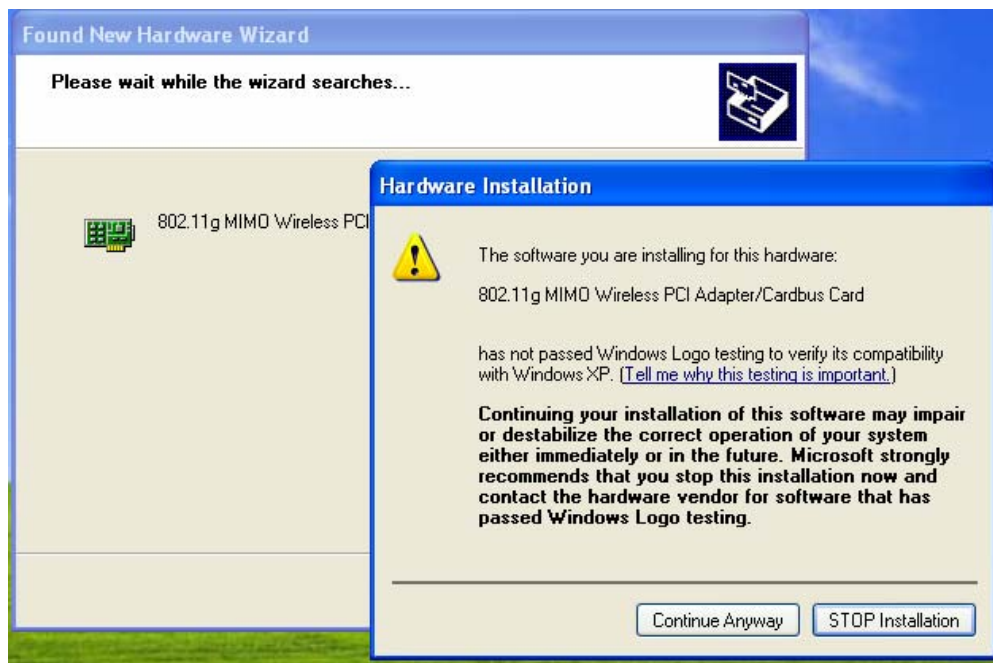 Found New Hardware Wizard
Please wait while the wizard searches...
802.11g MIMO Wireless PCI
Hardware Installation
The software you are installing for this hardware:
802.11g MIMO Wireless PCI Adapter/Cardbus Card
has not passed Windows Logo testing to verify its compatibility
with Windows XP. (Tell me why this testing is important.)
Continuing your installation of this software may impair
or destabilize the correct operation of your system
either immediately or in the future. Microsoft strongly
recommends that you stop this installation now and
contact the hardware vendor for software that has
passed Windows Logo testing.
Continue Anyway
STOP Installation